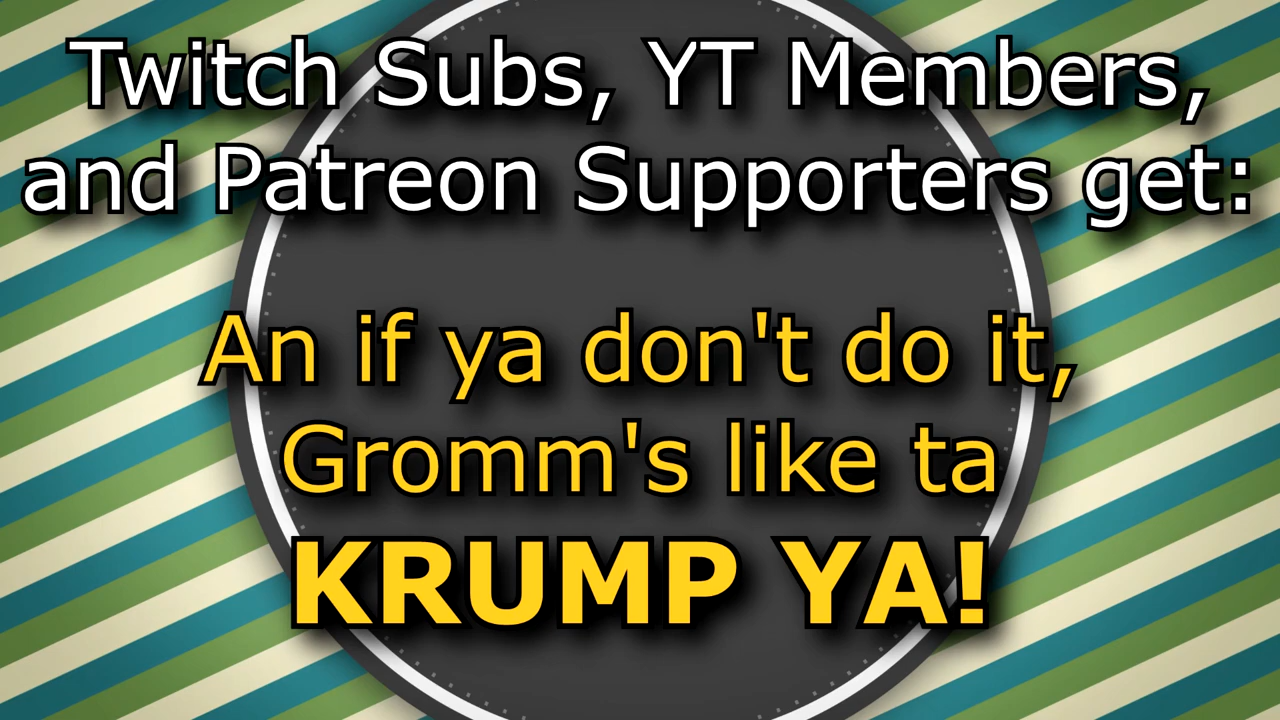 Twitch Subs, YT Members,
and Patreon Supporters get:
An if ya don't do it,
Gromm's like ta
KRUMP YA!